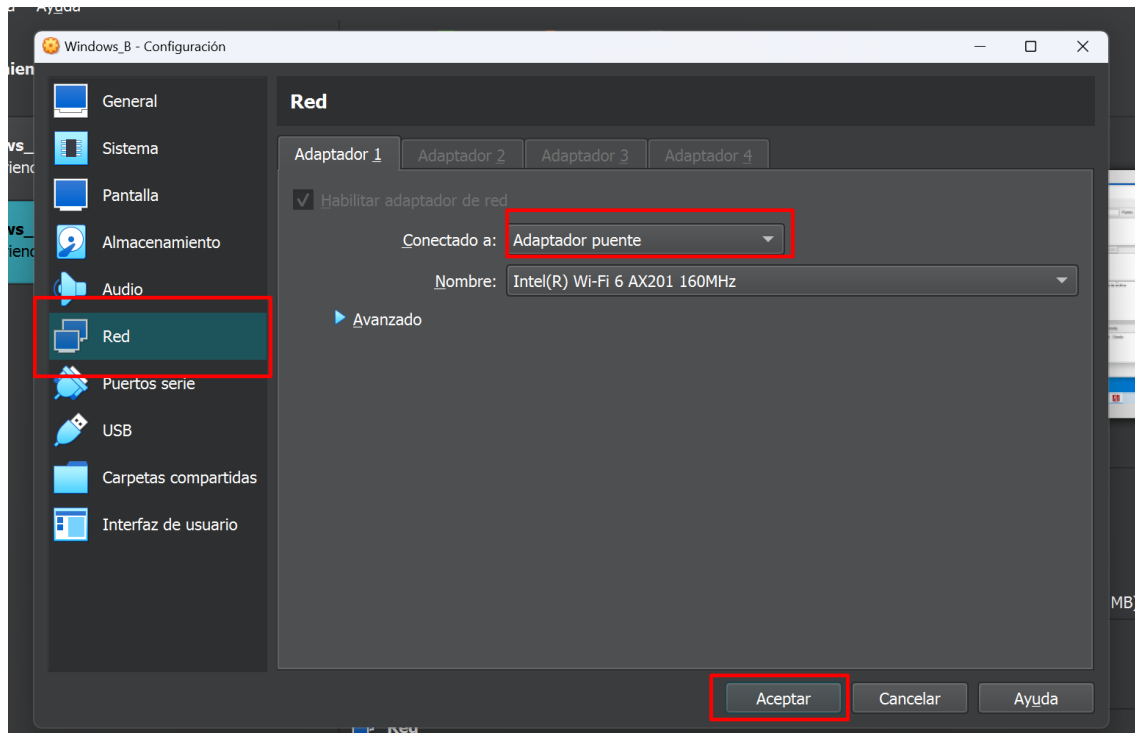 Ayuda
Windows_B - Configuración
General
Sistema
Pantalla
Almacenamiento
Audio
Red
Puertos serie
USB
Carpetas compartidas
Interfaz de usuario
Red
Adaptador 1 Adaptador 2 Adaptador 3 Adaptador 4
Habilitar adaptador de red
Conectado a: Adaptador puente
Nombre: Intel(R) Wi-Fi 6 AX201 160MHz
Avanzado
MB)
Aceptar Cancelar Ayuda
Red